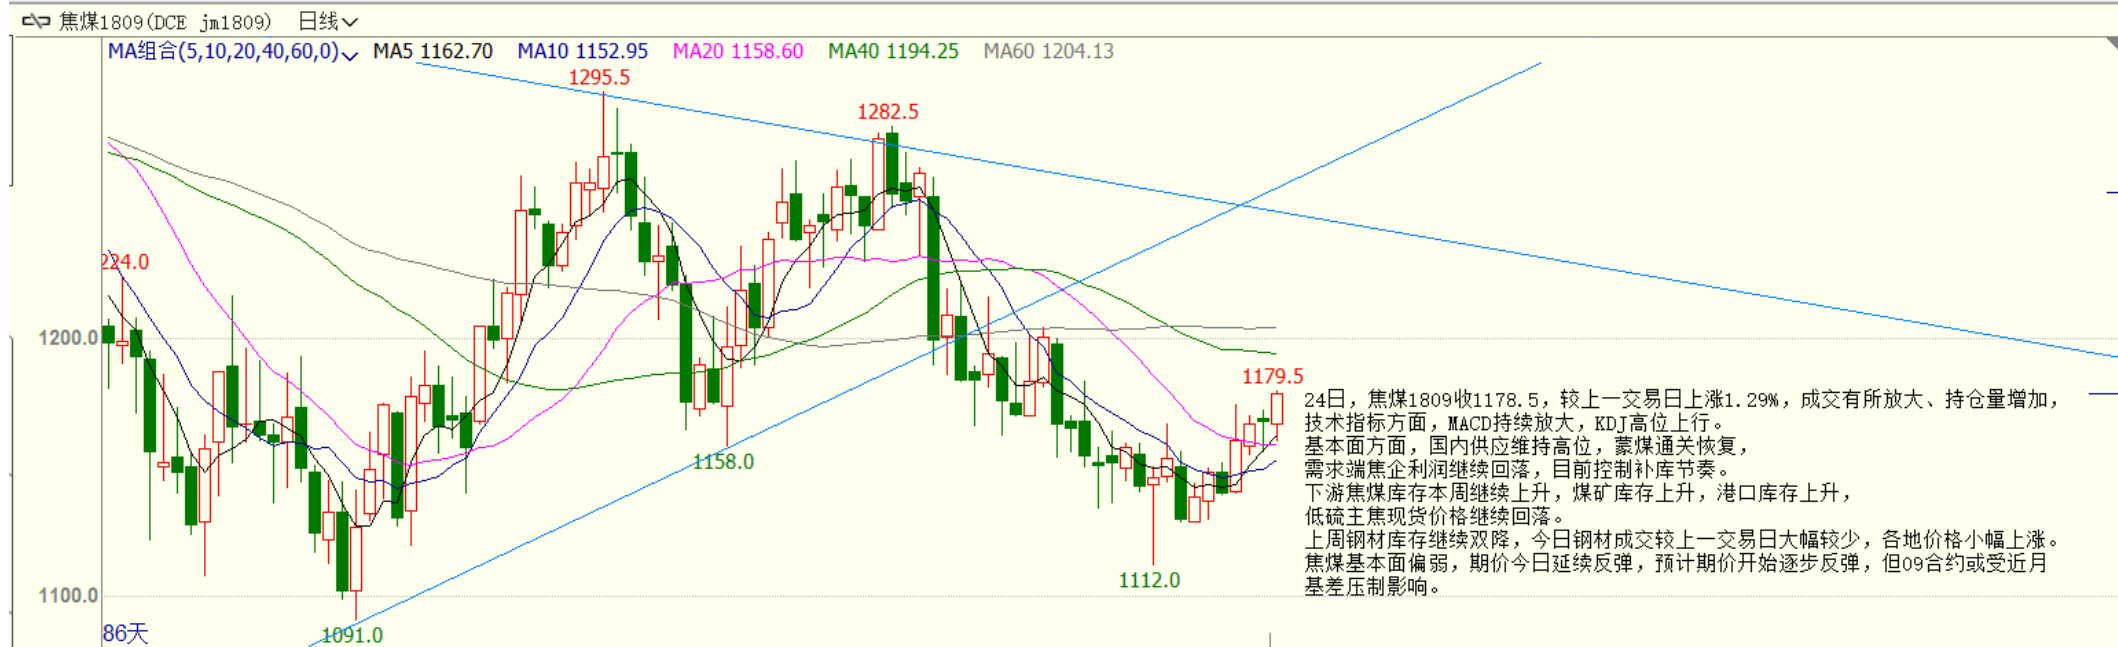 焦煤1809(DCE jm1809) 日线
MA组合(5,10,20,40,60,0) MA5 1162.70 MA10 1152.95 MA20 1158.60 MA40 1194.25 MA60 1204.13
1295.5
1282.5
224.0
1200.0
1179.5
24日，焦煤1809收1178.5，较上一交易日上涨1.29%，成交有所放大、持仓量增加，
技术指标方面，MACD持续放大，KDJ高位上行。
基本面方面，国内供应维持高位，蒙煤通关恢复，
需求端焦企利润继续回落，目前控制补库节奏。
1158.0
下游焦煤库存本周继续上升，煤矿库存上升，港口库存上升，
低硫主焦现货价格继续回落。
上周钢材库存继续双降，今日钢材成交较上一交易日大幅较少，各地价格小幅上涨。
焦煤基本面偏弱，期价今日延续反弹，预计期价开始逐步反弹，但09合约或受近月
基差压制影响。
1112.0
1100.0
86天
1091.0